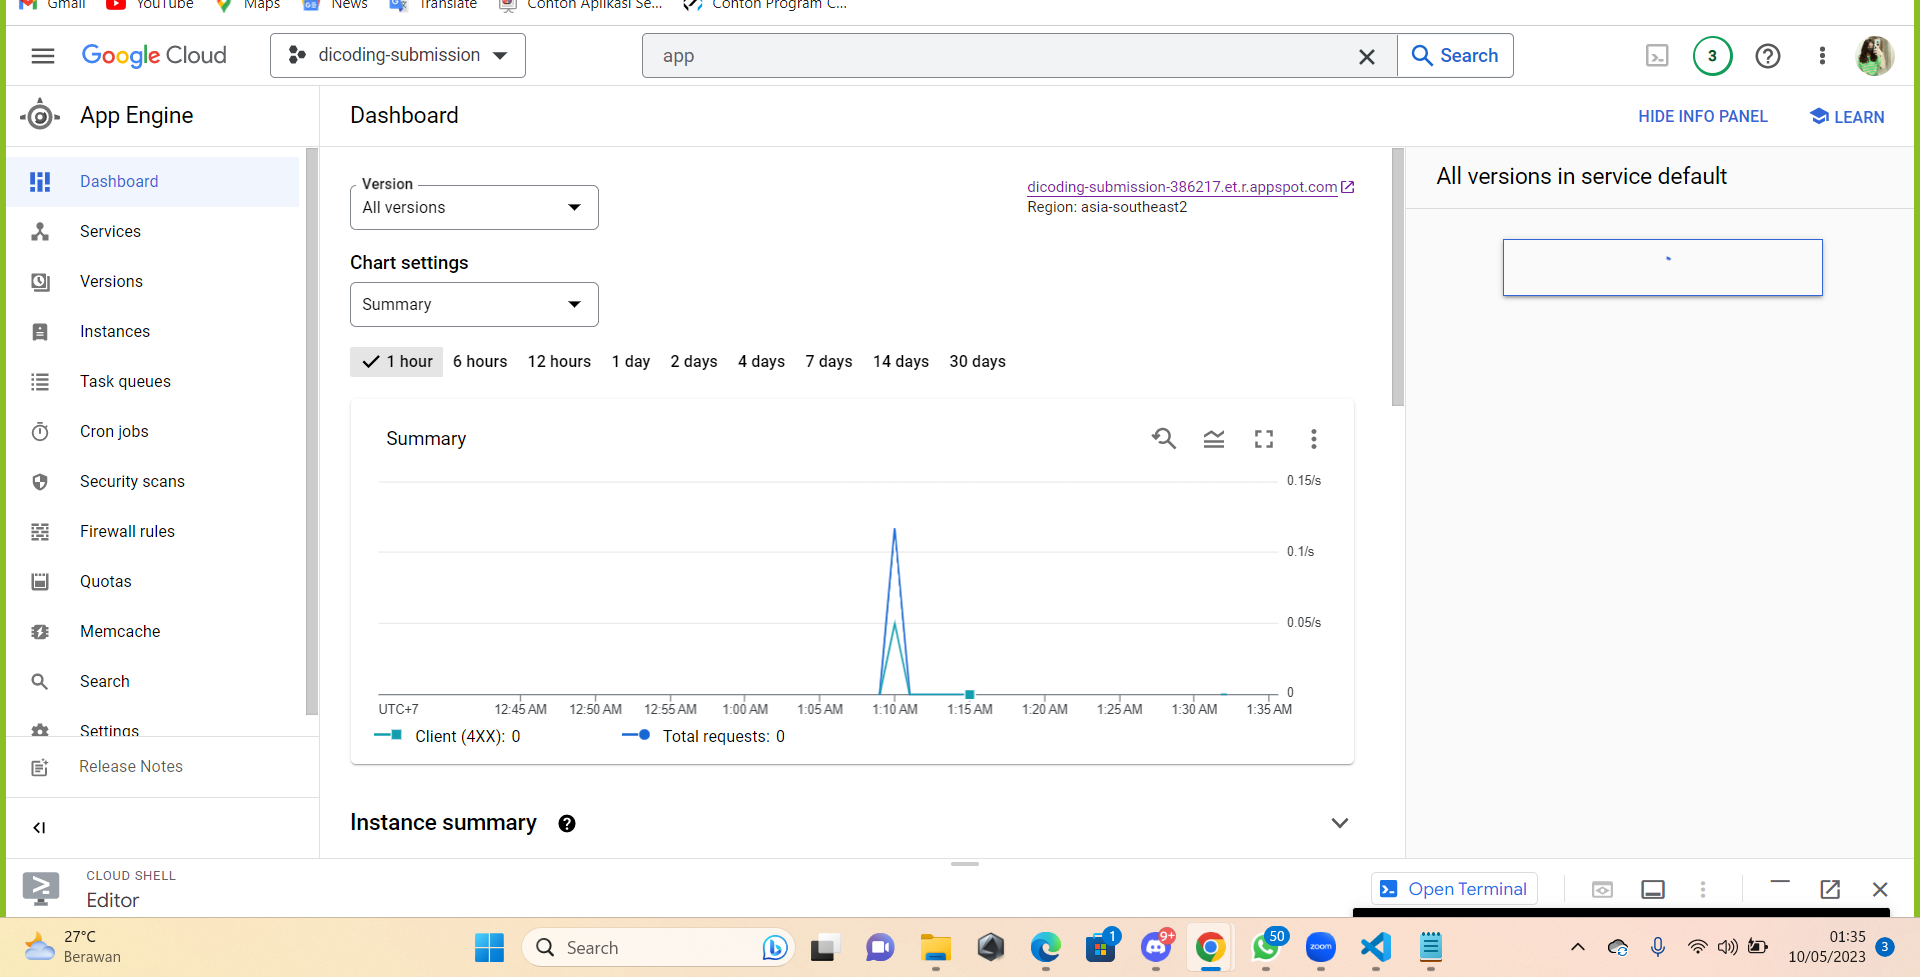 Gmail YouTube Maps News Translate Contoh Aplikasi Se... Contoh Program C...
Google Cloud dicoding-submission app Search 3
App Engine
Dashboard
HIDE INFO PANEL LEARN
Dashboard
Services
Versions
Instances
Task queues
Cron jobs
Security scans
Firewall rules
Quotas
Memcache
Search
Settings
Release Notes
Version
All versions
dicoding-submission-386217.et.r.appspot.com
Region: asia-southeast2
Chart settings
Summary
1 hour 6 hours 12 hours 1 day 2 days 4 days 7 days 14 days 30 days
Summary
0.15/s
0.1/s
0.05/s
0
UTC+7 12:45 AM 12:50 AM 12:55 AM 1:00 AM 1:05 AM 1:10 AM 1:15 AM 1:20 AM 1:25 AM 1:30 AM 1:35 AM
Client (4XX): 0 Total requests: 0
Instance summary
All versions in service default
CLOUD SHELL
Editor
Open Terminal
27°C
Berawan
Search
1
9+
50
zoom
01:35
10/05/2023
3